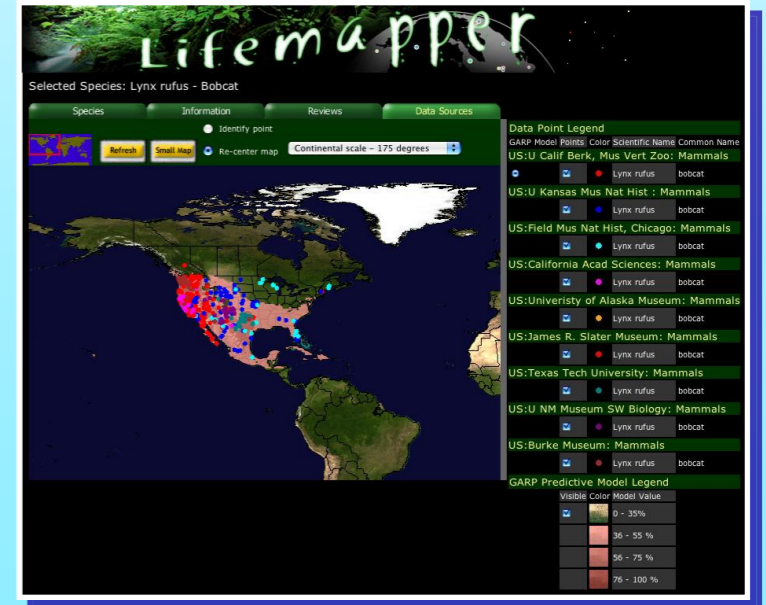 Lifemapper
Selected Species: Lynx rufus - Bobcat
Species Information Reviews Data Sources
Identify point
Refresh Small Map Re-center map Continental scale - 175 degrees
Data Point Legend
GARP Model Points Color Scientific Name Common Name
US:U Calif Berk, Mus Vert Zoo: Mammals
Lynx rufus bobcat
US:U Kansas Mus Nat Hist : Mammals
Lynx rufus bobcat
US:Field Mus Nat Hist, Chicago: Mammals
Lynx rufus bobcat
US:California Acad Sciences: Mammals
Lynx rufus bobcat
US:Univeristy of Alaska Museum: Mammals
Lynx rufus bobcat
US:James R. Slater Museum: Mammals
Lynx rufus bobcat
US:Texas Tech University: Mammals
Lynx rufus bobcat
US:U NM Museum SW Biology: Mammals
Lynx rufus bobcat
US:Burke Museum: Mammals
Lynx rufus bobcat
GARP Predictive Model Legend
Visible Color Model Value
0 - 35%
36 - 55 %
56 - 75 %
76 - 100 %